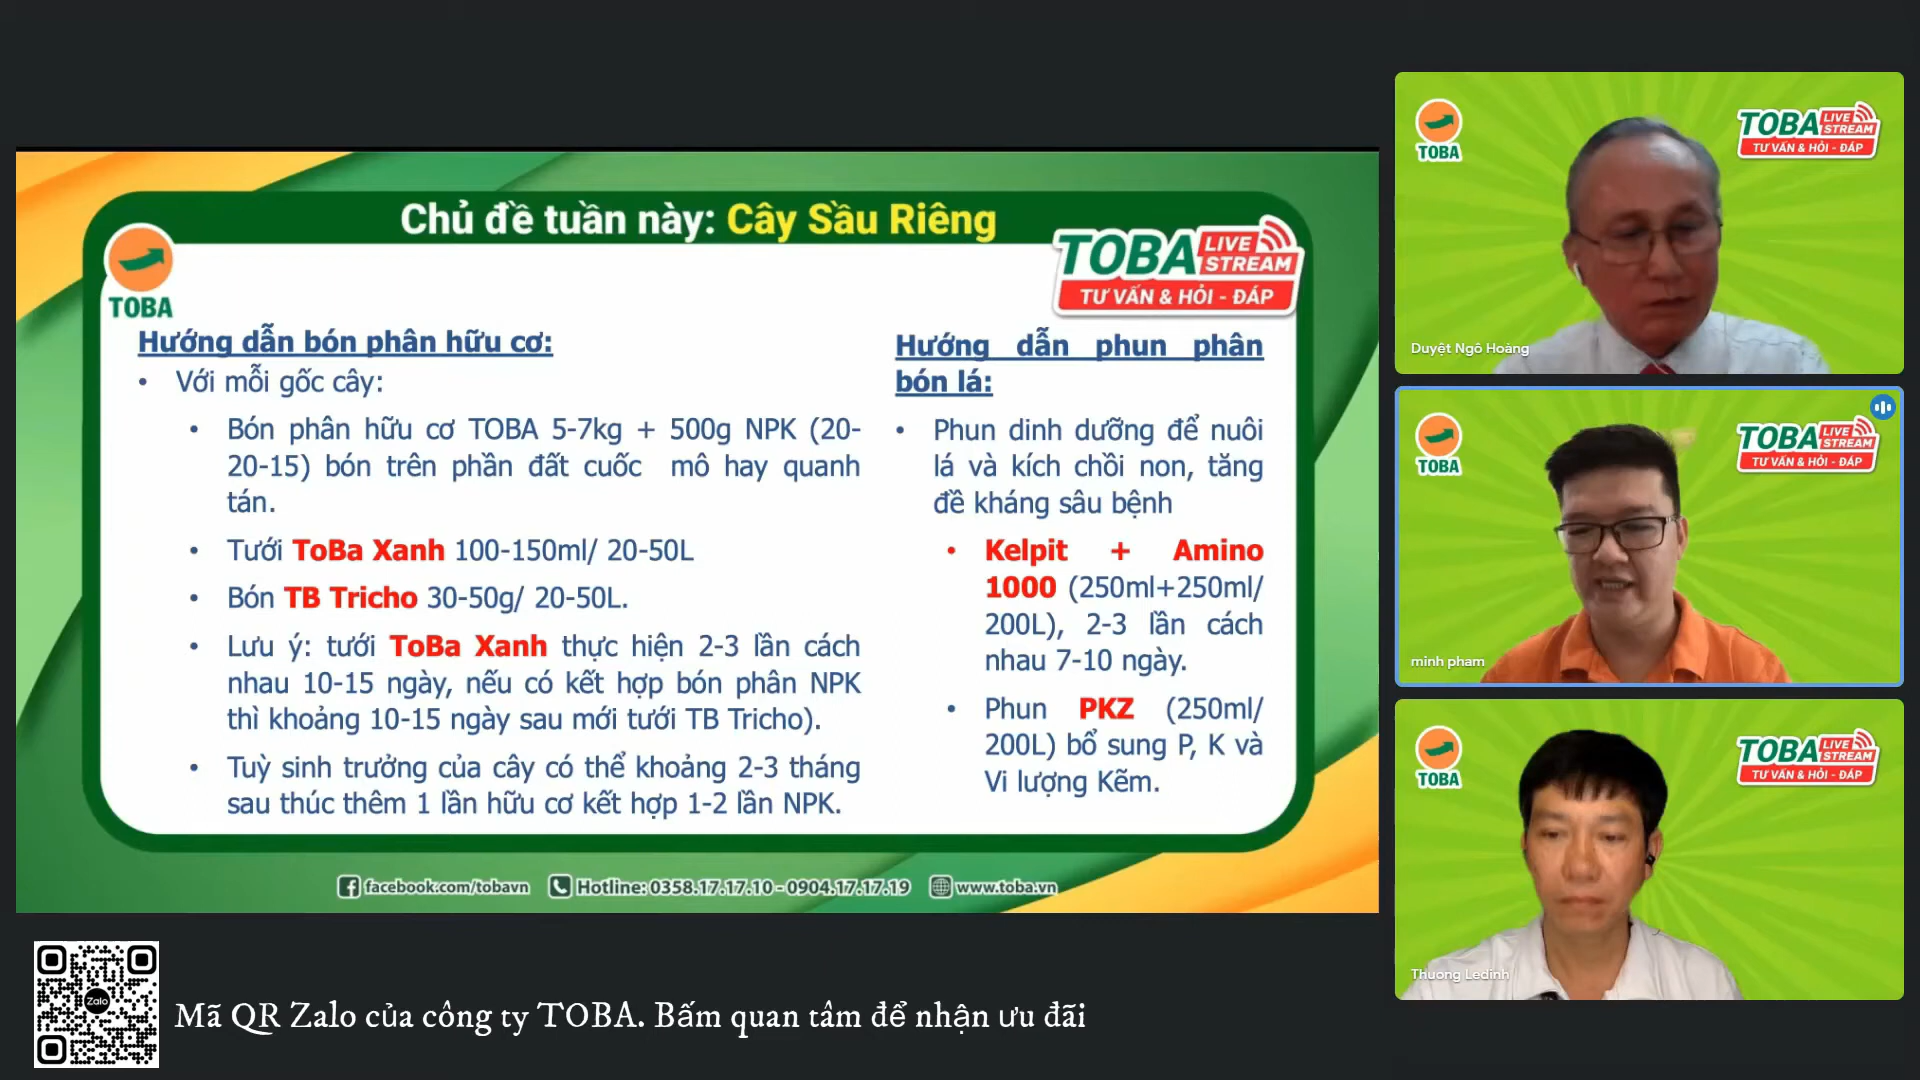 Chủ đề tuần này: Cây Sầu Riêng
TOBA
TOBA LIVE STREAM
TƯ VẤN & HỎI - ĐÁP
Hướng dẫn bón phân hữu cơ:
• Với mỗi gốc cây:
• Bón phân hữu cơ TOBA 5-7kg + 500g NPK (20-
20-15) bón trên phần đất cuốc mô hay quanh
tán.
• Tưới ToBa Xanh 100-150ml/ 20-50L
• Bón TB Tricho 30-50g/ 20-50L.
• Lưu ý: tưới ToBa Xanh thực hiện 2-3 lần cách
nhau 10-15 ngày, nếu có kết hợp bón phân NPK
thì khoảng 10-15 ngày sau mới tưới TB Tricho).
• Tuỳ sinh trưởng của cây có thể khoảng 2-3 tháng
sau thúc thêm 1 lần hữu cơ kết hợp 1-2 lần NPK.
Hướng dẫn phun phân
bón lá:
• Phun dinh dưỡng để nuôi
lá và kích chồi non, tăng
đề kháng sâu bệnh
• Kelpit + Amino
1000 (250ml+250ml/
200L), 2-3 lần cách
nhau 7-10 ngày.
• Phun PKZ (250ml/
200L) bổ sung P, K và
Vi lượng Kẽm.
facebook.com/tobavn Hotline: 0358.17.17.10 - 0904.17.17.19 www.toba.vn
Zalo
Mã QR Zalo của công ty TOBA. Bấm quan tâm để nhận ưu đãi
TOBA
TOBA LIVE STREAM
TƯ VẤN & HỎI - ĐÁP
Duyệt Ngô Hoàng
TOBA
TOBA LIVE STREAM
TƯ VẤN & HỎI - ĐÁP
minh pham
TOBA
TOBA LIVE STREAM
TƯ VẤN & HỎI - ĐÁP
Thuong Ledinh